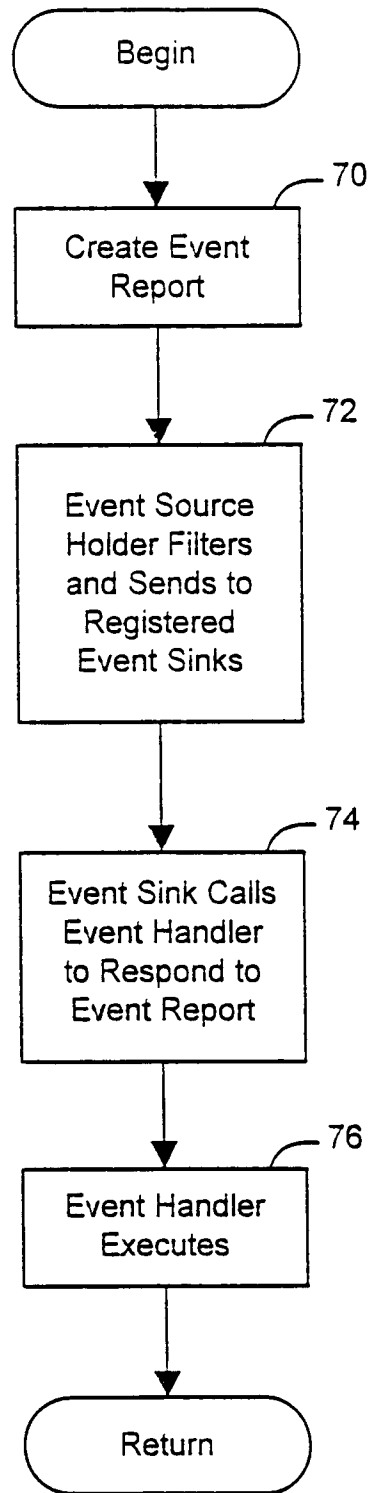 Begin
70
Create Event
Report
72
Event Source
Holder Filters
and Sends to
Registered
Event Sinks
74
Event Sink Calls
Event Handler
to Respond to
Event Report
76
Event Handler
Executes
Return